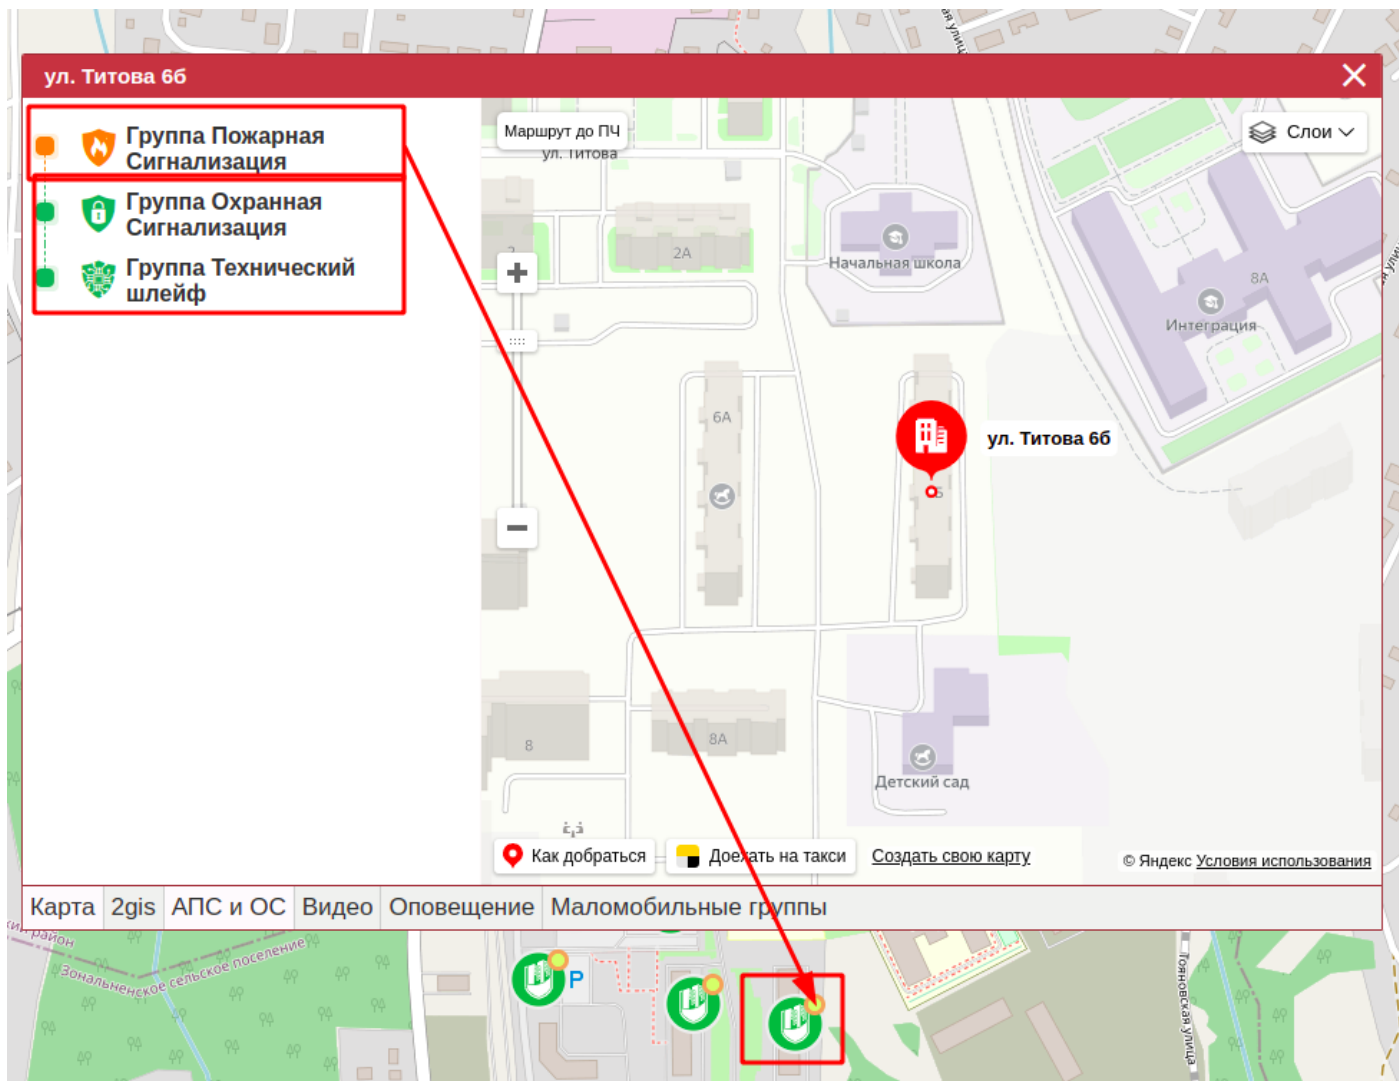 ул. Титова 6б
Группа Пожарная
Сигнализация
Группа Охранная
Сигнализация
Группа Технический
шлейф
Маршрут до ПЧ
ул. Титова
Слои
2
2А
Начальная школа
8А
Интеграция
6А
ул. Титова 6б
8
8А
Детский сад
Как добраться
Доехать на такси
Создать свою карту
© Яндекс Условия использования
Карта
2gis
АПС и ОС
Видео
Оповещение
Маломобильные группы
район
Зональненское сельское поселение
P
Тояновская улица